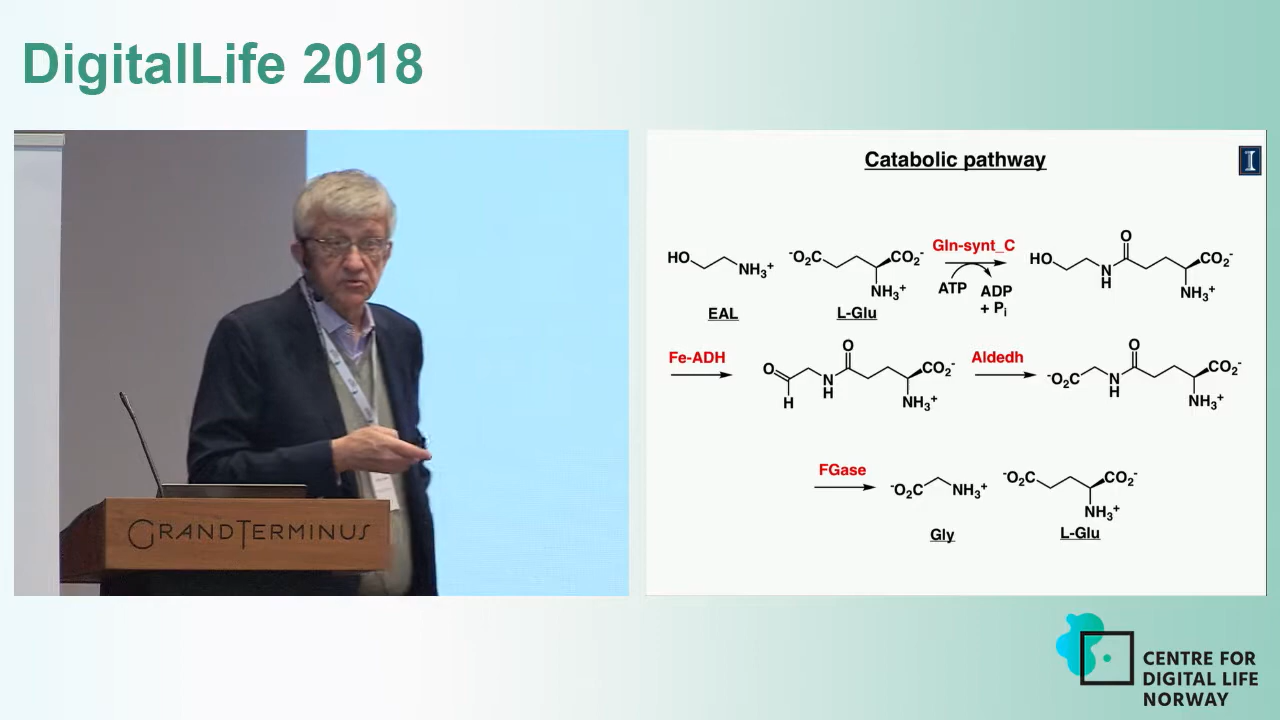 DigitalLife 2018
GRANDTERMINUS
Catabolic pathway
I
HO NH₃⁺
EAL
⁻O₂C CO₂⁻
NH₃⁺
L-Glu
Gln-synt_C
ATP ADP
+ Pᵢ
O
HO N CO₂⁻
H NH₃⁺
Fe-ADH
O
O N CO₂⁻
H H NH₃⁺
Aldedh
O
⁻O₂C N CO₂⁻
H NH₃⁺
FGase
⁻O₂C NH₃⁺
Gly
⁻O₂C CO₂⁻
NH₃⁺
L-Glu
CENTRE FOR
DIGITAL LIFE
NORWAY